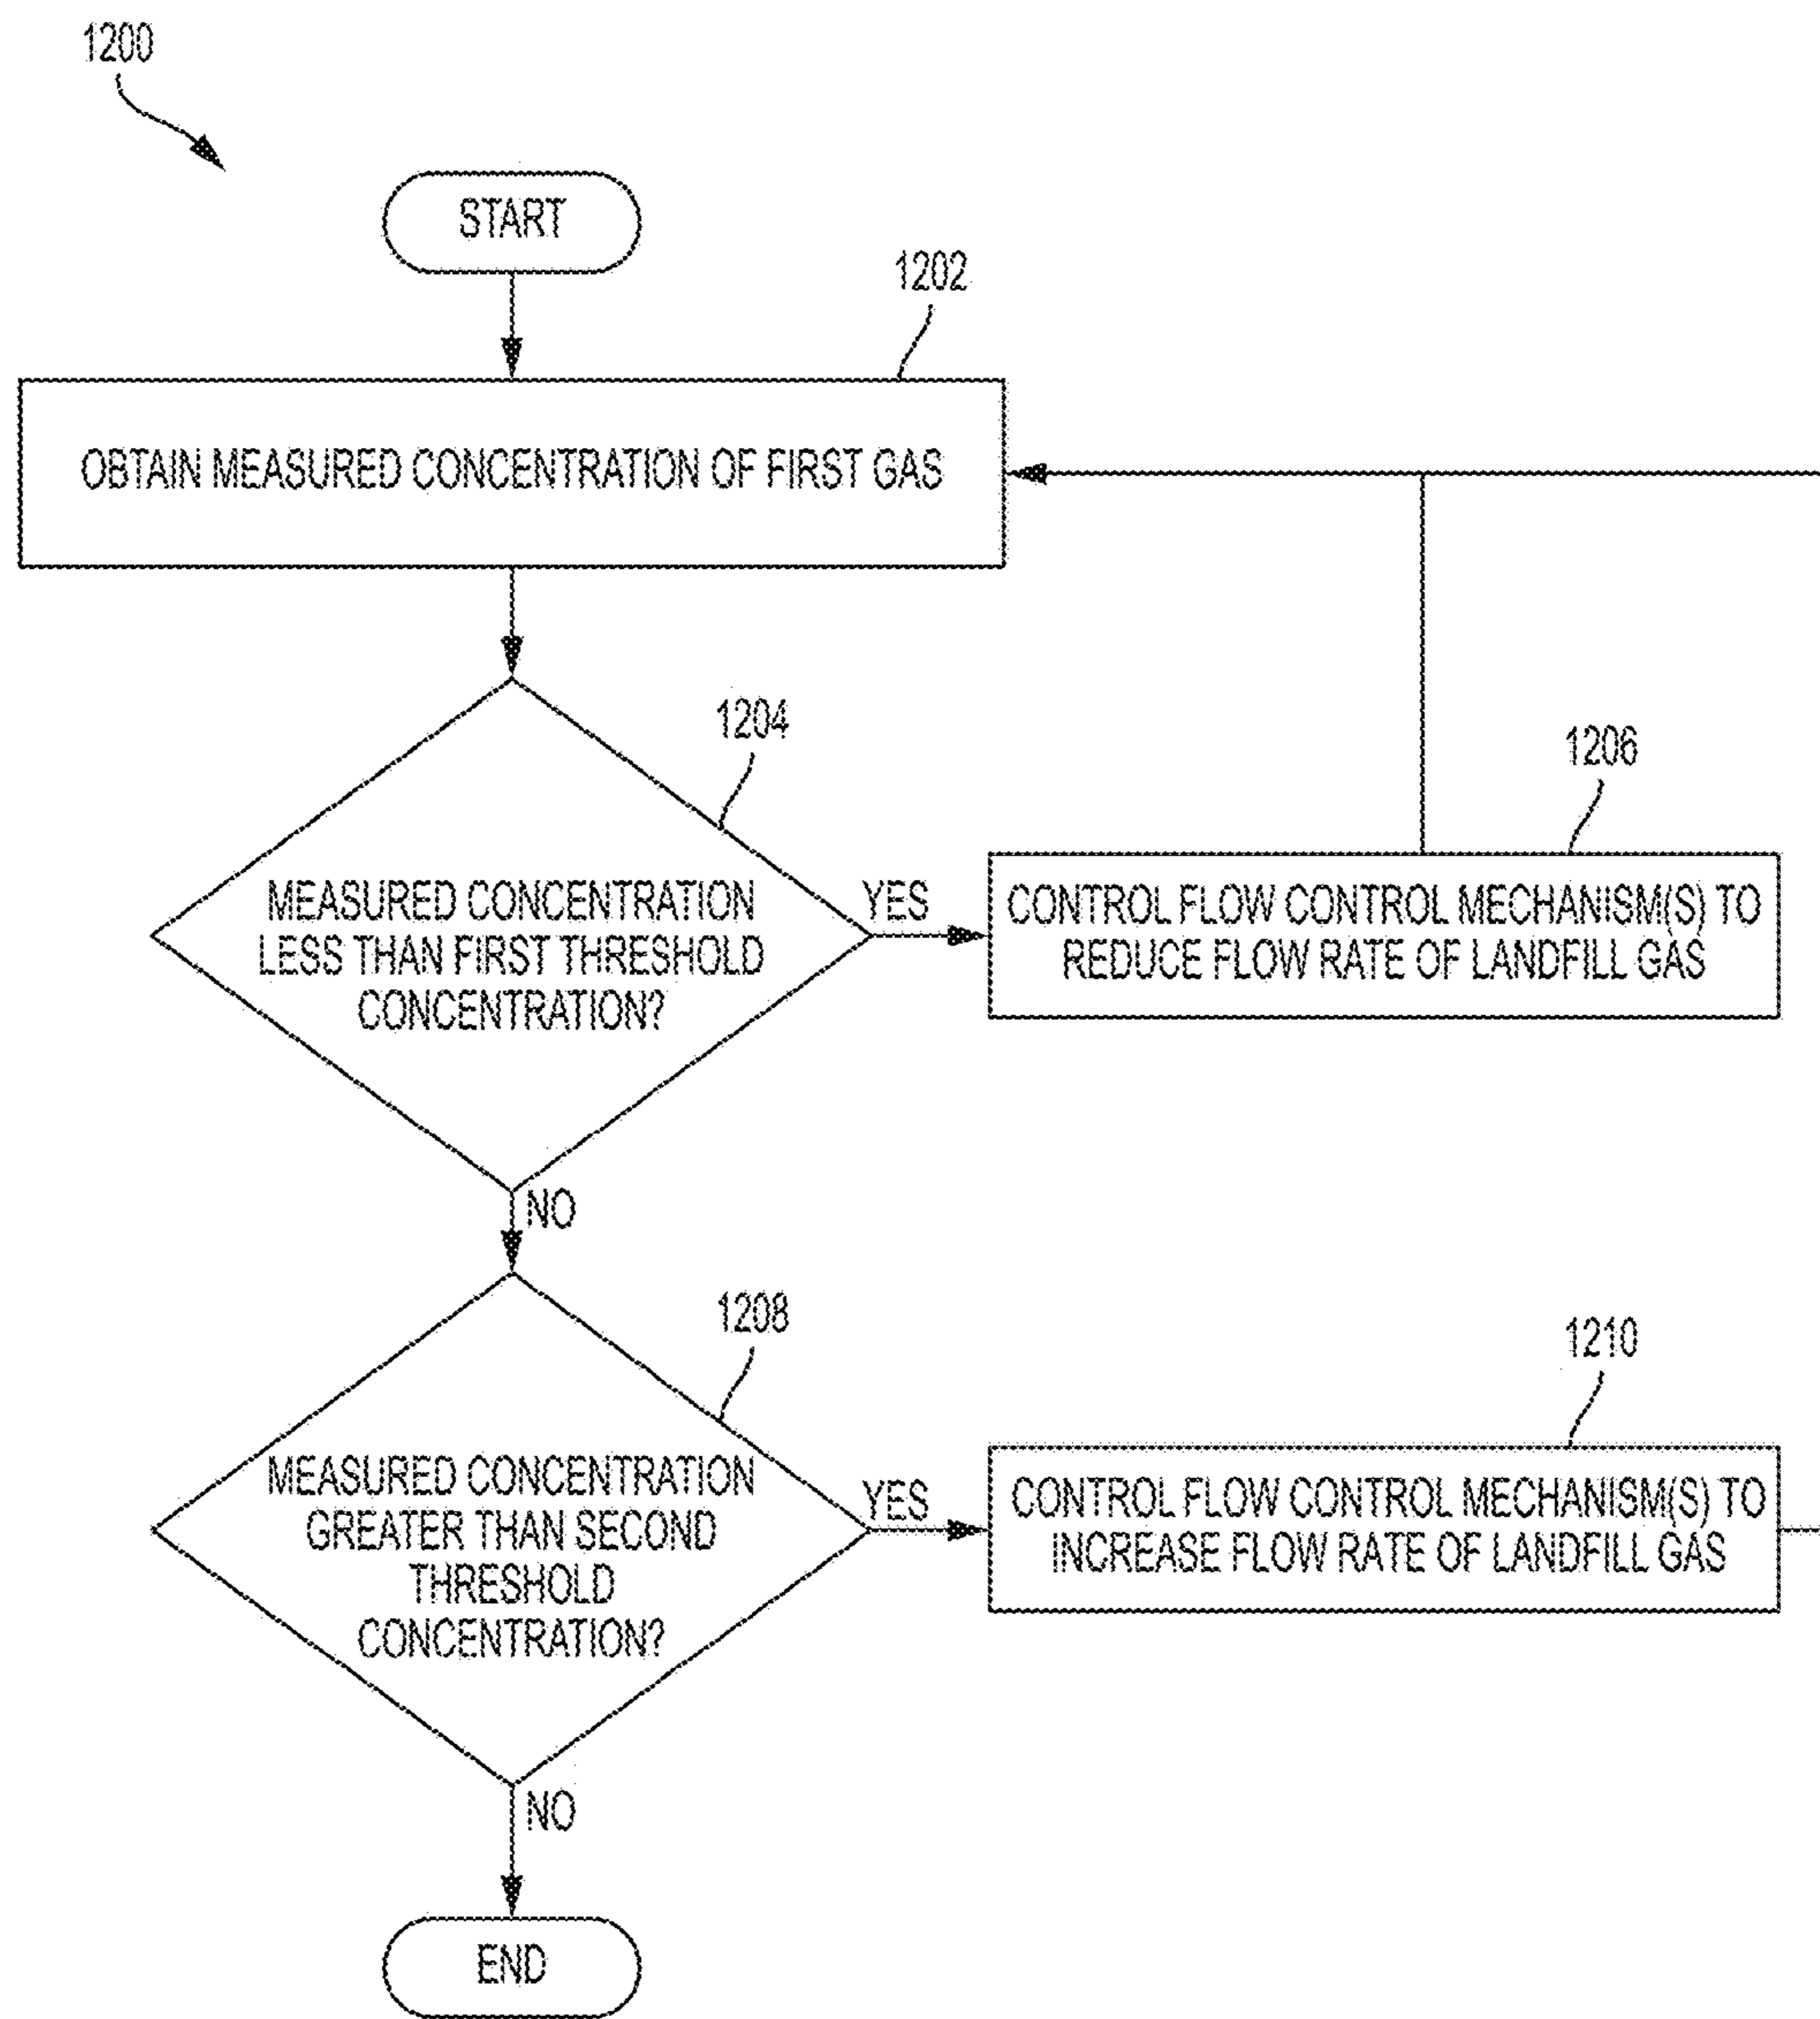 1200
START
1202
OBTAIN MEASURED CONCENTRATION OF FIRST GAS
1204
MEASURED CONCENTRATION
LESS THAN FIRST THRESHOLD
CONCENTRATION?
YES
1206
CONTROL FLOW CONTROL MECHANISM(S) TO
REDUCE FLOW RATE OF LANDFILL GAS
NO
1208
MEASURED CONCENTRATION
GREATER THAN SECOND
THRESHOLD
CONCENTRATION?
YES
1210
CONTROL FLOW CONTROL MECHANISM(S) TO
INCREASE FLOW RATE OF LANDFILL GAS
NO
END